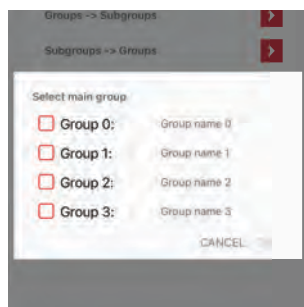 Groups -> Subgroups
Subgroups -> Groups
Select main group
Group 0: Group name 0
Group 1: Group name 1
Group 2: Group name 2
Group 3: Group name 3
CANCEL